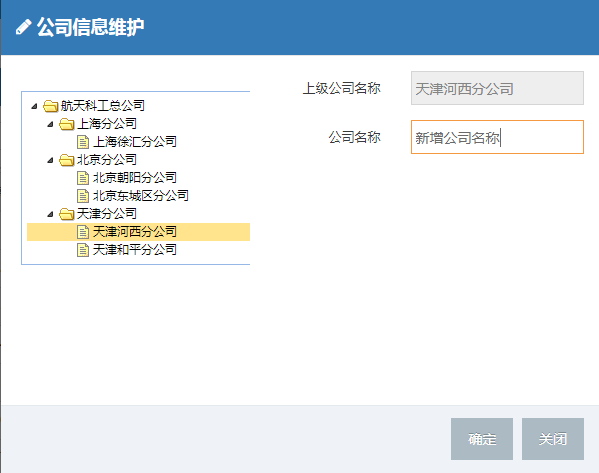 公司信息维护
航天科工总公司
上海分公司
上海徐汇分公司
北京分公司
北京朝阳分公司
北京东城区分公司
天津分公司
天津河西分公司
天津和平分公司
上级公司名称 天津河西分公司
公司名称 新增公司名称
确定 关闭